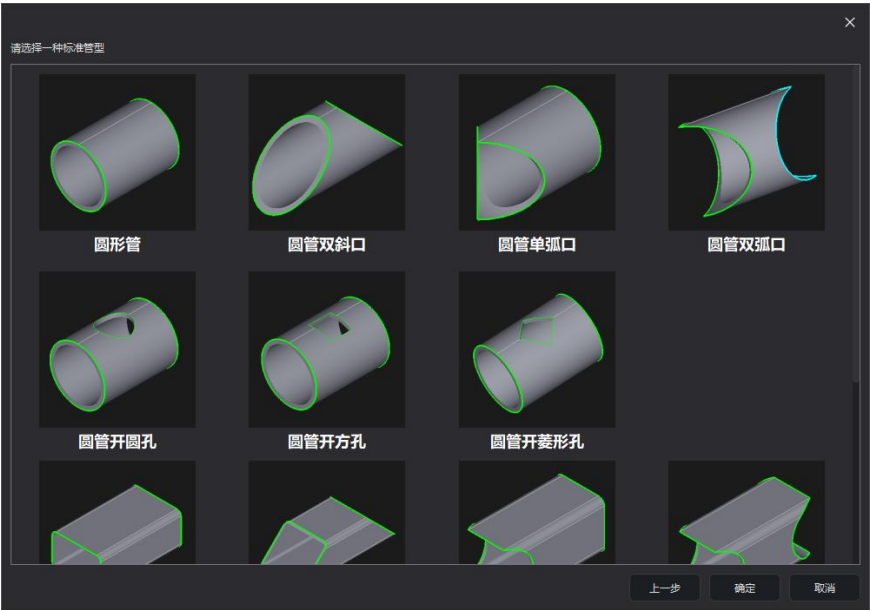 请选择一种标准管型
圆形管
圆管双斜口
圆管单弧口
圆管双弧口
圆管开圆孔
圆管开方孔
圆管开菱形孔
上一步
确定
取消